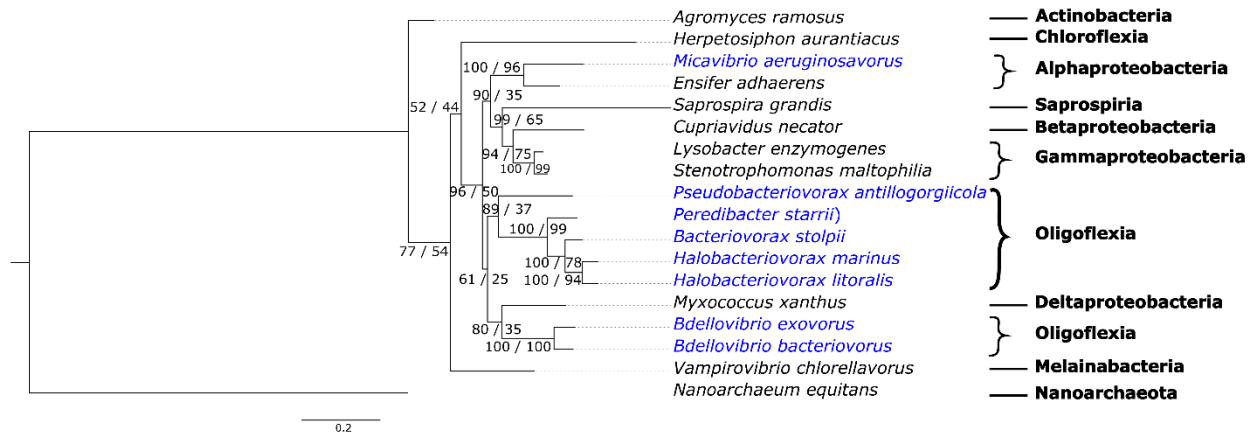 Agromyces ramosus Actinobacteria
Herpetosiphon aurantiacus Chloroflexia
Micavibrio aeruginosavorus
100 / 96 Alphaproteobacteria
Ensifer adhaerens
90 / 35
52 / 44 Saprospira grandis Saprospiria
99 / 65
Cupriavidus necator Betaproteobacteria
94 / 75 Lysobacter enzymogenes
Gammaproteobacteria
100 / 99 Stenotrophomonas maltophilia
96 / 50 Pseudobacteriovorax antillogorgiicola
89 / 37
Peredibacter starrii)
100 / 99
Bacteriovorax stolpii Oligoflexia
77 / 54
100 / 78 Halobacteriovorax marinus
61 / 25 100 / 94 Halobacteriovorax litoralis
Myxococcus xanthus Deltaproteobacteria
80 / 35 Bdellovibrio exovorus
Oligoflexia
100 / 100 Bdellovibrio bacteriovorus
Vampirovibrio chlorellavorus Melainabacteria
Nanoarchaeum equitans Nanoarchaeota
0.2